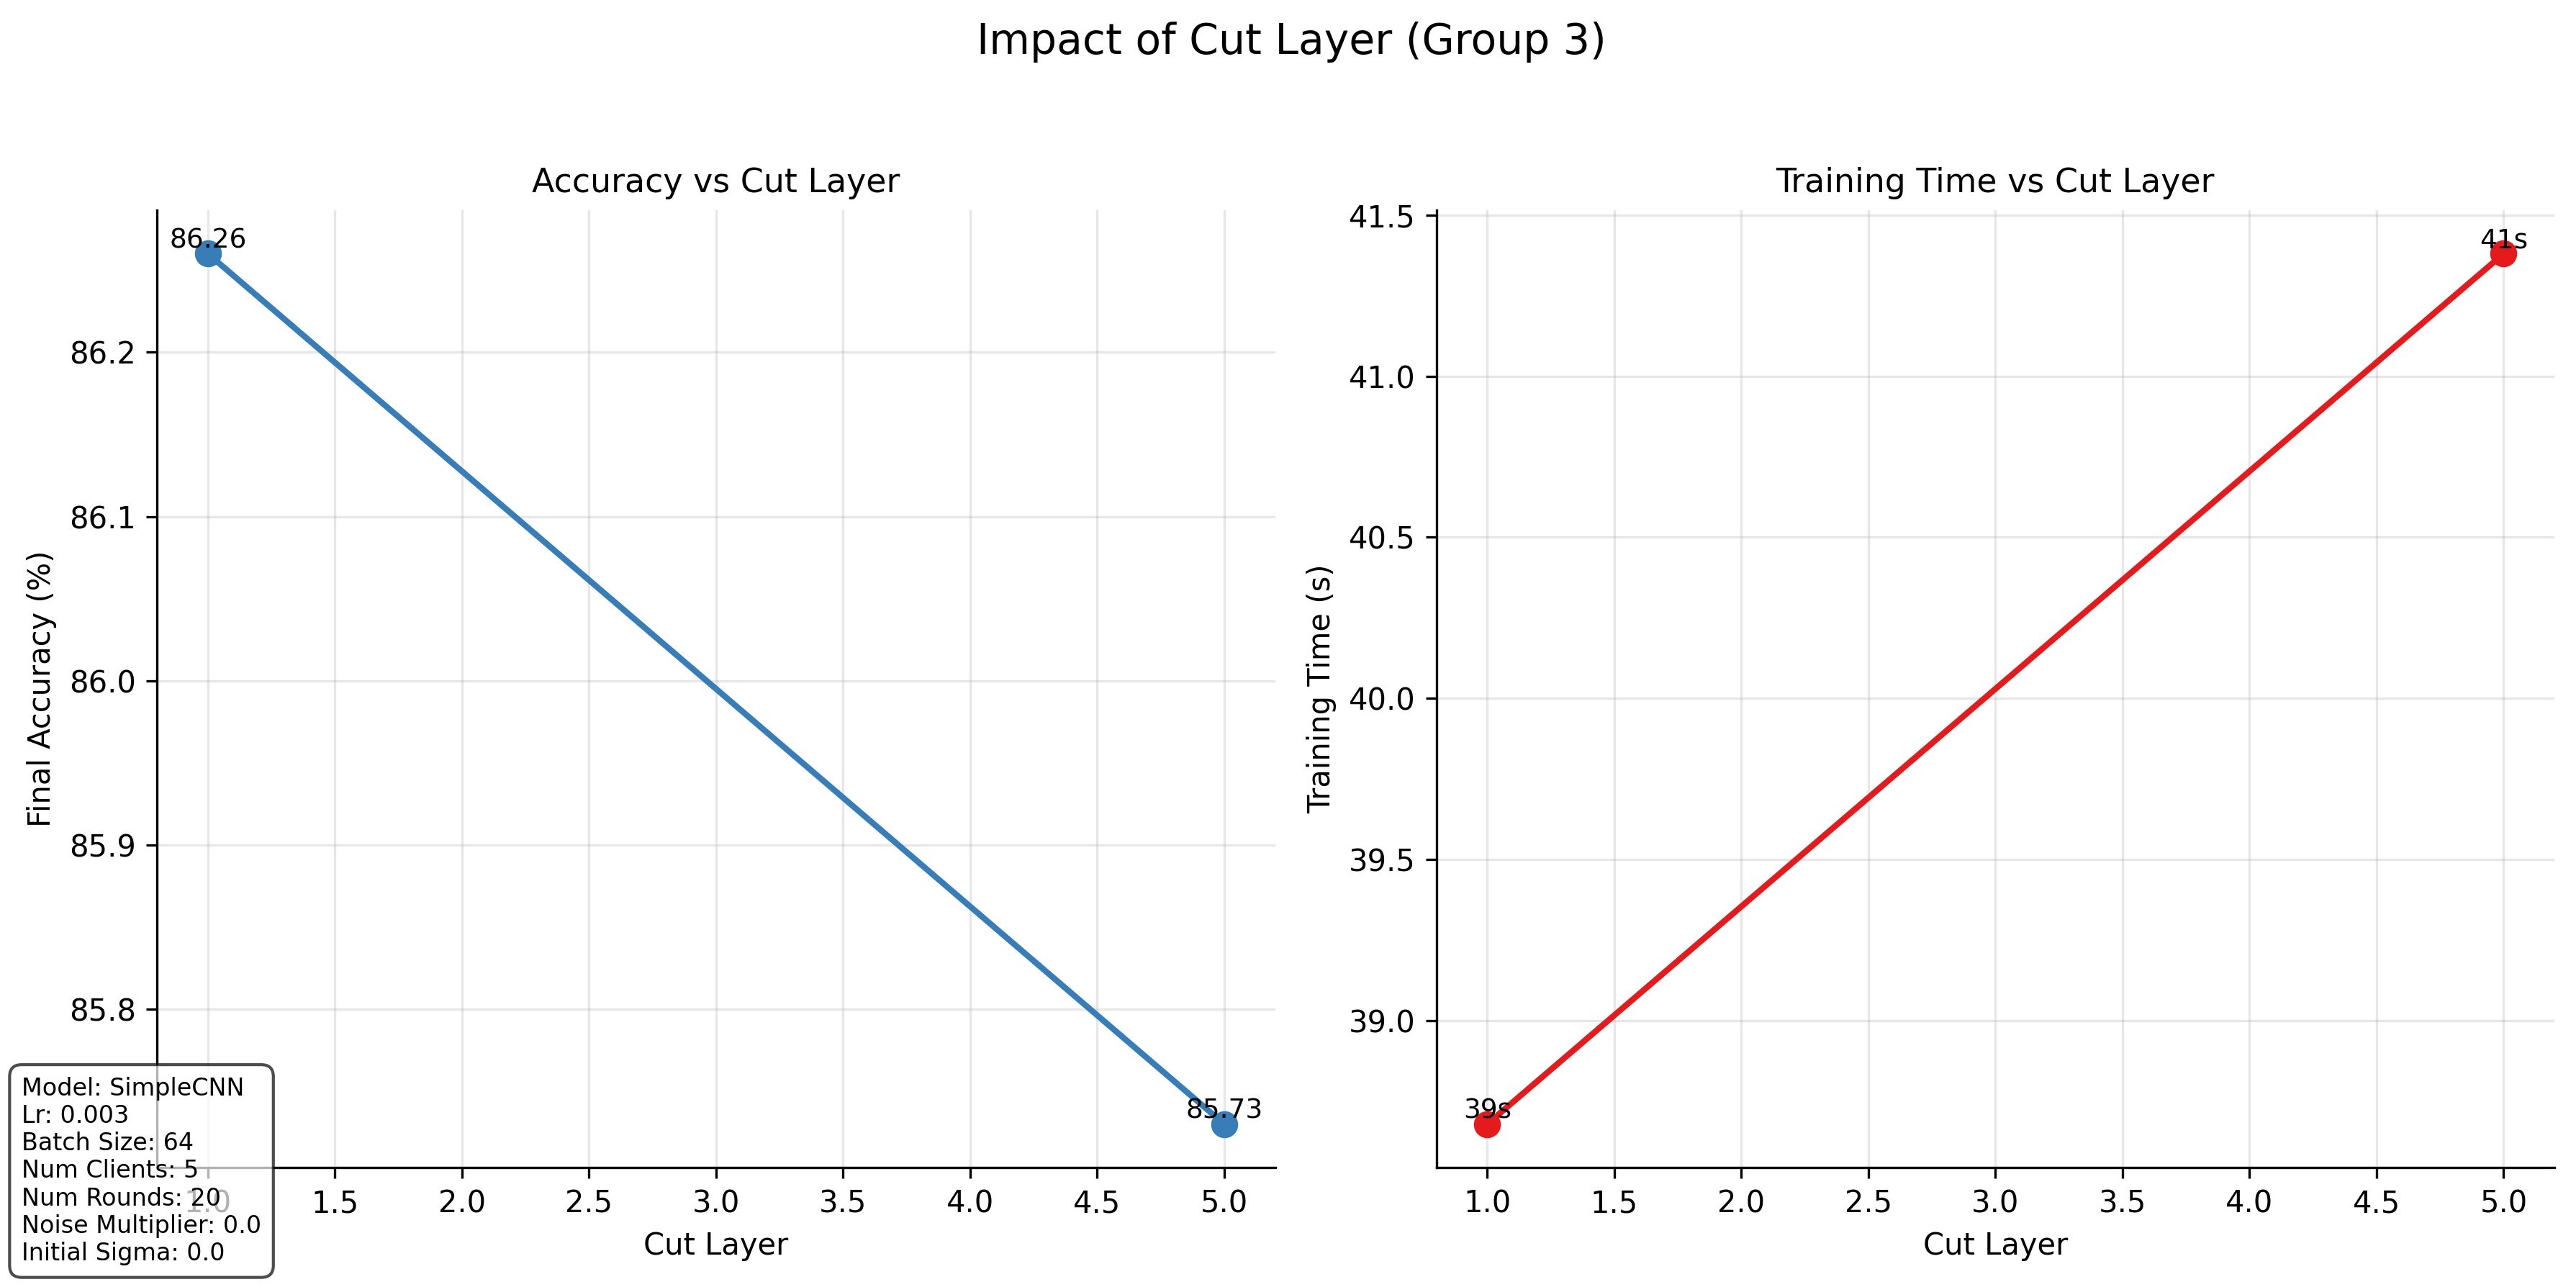 Impact of Cut Layer (Group 3)
Accuracy vs Cut Layer
86.26
86.2
86.1
86.0
85.9
85.8
85.73
Final Accuracy (%)
1.0 1.5 2.0 2.5 3.0 3.5 4.0 4.5 5.0
Cut Layer
Model: SimpleCNN
Lr: 0.003
Batch Size: 64
Num Clients: 5
Num Rounds: 20
Noise Multiplier: 0.0
Initial Sigma: 0.0
Training Time vs Cut Layer
41.5
41s
41.0
40.5
40.0
39.5
39.0
39s
Training Time (s)
1.0 1.5 2.0 2.5 3.0 3.5 4.0 4.5 5.0
Cut Layer